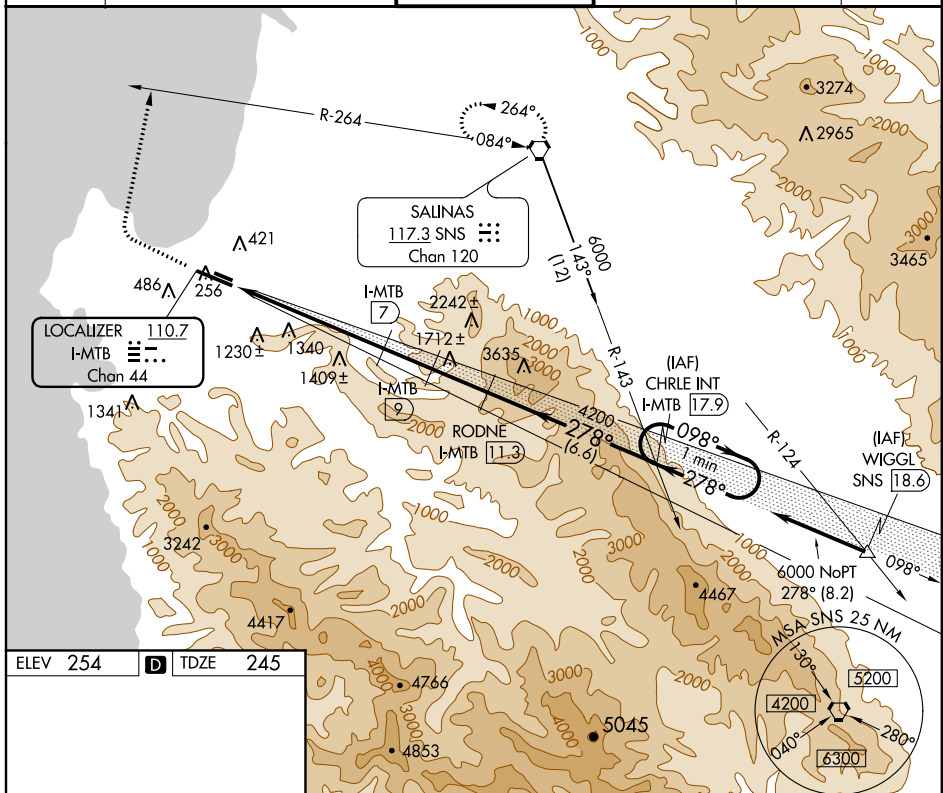 1000
1000
3274
2965
2000
2000
3000
3465
1000
R-264
264°
084°
SALINAS
117.3 SNS
Chan 120
6000
143°
(12)
R-143
421
486
256
LOCALIZER 110.7
I-MTB
Chan 44
I-MTB
7
2242±
1712±
1000
3635
3000
1230±
1340
1409±
I-MTB
9
2000
1341
RODNE
I-MTB 11.3
4200
278°
(6.6)
(IAF)
CHRLE INT
I-MTB 17.9
098°
1 min
278°
R-124
(IAF)
WIGGL
SNS 18.6
098°
6000 NoPT
278° (8.2)
1000
2000
3242
3000
1000
1000
2000
3000
4467
2000
4417
2000
2000
3000
4766
4000
3000
4853
4000
5045
MSA SNS 25 NM
130°
5200
4200
040°
280°
6300
ELEV 254 D TDZE 245